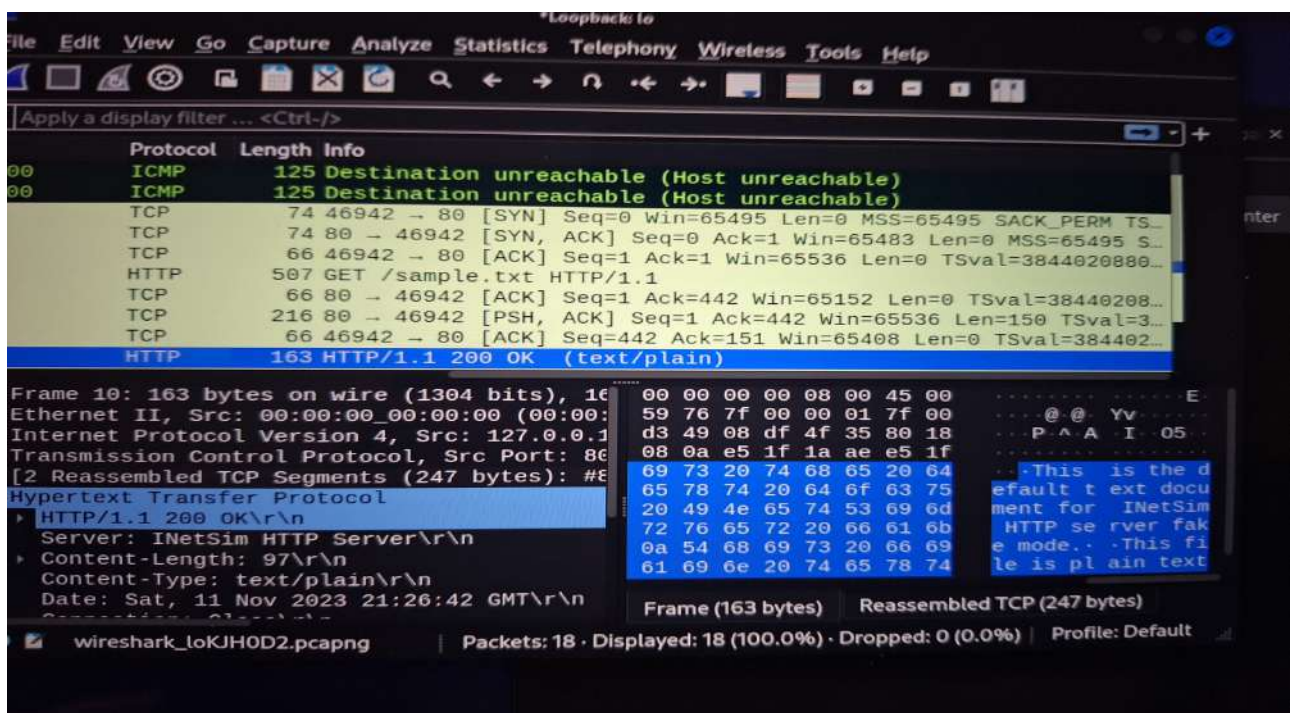 *Loopback: lo
File Edit View Go Capture Analyze Statistics Telephony Wireless Tools Help
Apply a display filter ... <Ctrl-/>
Protocol Length Info
00 ICMP 125 Destination unreachable (Host unreachable)
00 ICMP 125 Destination unreachable (Host unreachable)
TCP 74 46942 → 80 [SYN] Seq=0 Win=65495 Len=0 MSS=65495 SACK_PERM TS…
TCP 74 80 → 46942 [SYN, ACK] Seq=0 Ack=1 Win=65483 Len=0 MSS=65495 S…
TCP 66 46942 → 80 [ACK] Seq=1 Ack=1 Win=65536 Len=0 TSval=3844020880…
HTTP 507 GET /sample.txt HTTP/1.1
TCP 66 80 → 46942 [ACK] Seq=1 Ack=442 Win=65152 Len=0 TSval=38440208…
TCP 216 80 → 46942 [PSH, ACK] Seq=1 Ack=442 Win=65536 Len=150 TSval=3…
TCP 66 46942 → 80 [ACK] Seq=442 Ack=151 Win=65408 Len=0 TSval=384402…
HTTP 163 HTTP/1.1 200 OK (text/plain)
nter
Frame 10: 163 bytes on wire (1304 bits), 16
Ethernet II, Src: 00:00:00_00:00:00 (00:00:
Internet Protocol Version 4, Src: 127.0.0.1
Transmission Control Protocol, Src Port: 80
[2 Reassembled TCP Segments (247 bytes): #8
Hypertext Transfer Protocol
HTTP/1.1 200 OK\r\n
Server: INetSim HTTP Server\r\n
Content-Length: 97\r\n
Content-Type: text/plain\r\n
Date: Sat, 11 Nov 2023 21:26:42 GMT\r\n
00 00 00 00 08 00 45 00 ··············E·
59 76 7f 00 00 01 7f 00 ····@·@· Yv······
d3 49 08 df 4f 35 80 18 ···P·^·A ·I··O5··
08 0a e5 1f 1a ae e5 1f
69 73 20 74 68 65 20 64 ···This is the d
65 78 74 20 64 6f 63 75 efault t ext docu
20 49 4e 65 74 53 69 6d ment for INetSim
72 76 65 72 20 66 61 6b HTTP se rver fak
0a 54 68 69 73 20 66 69 e mode.· ·This fi
61 69 6e 20 74 65 78 74 le is pl ain text
Frame (163 bytes) Reassembled TCP (247 bytes)
wireshark_loKJH0D2.pcapng Packets: 18 · Displayed: 18 (100.0%) · Dropped: 0 (0.0%) Profile: Default